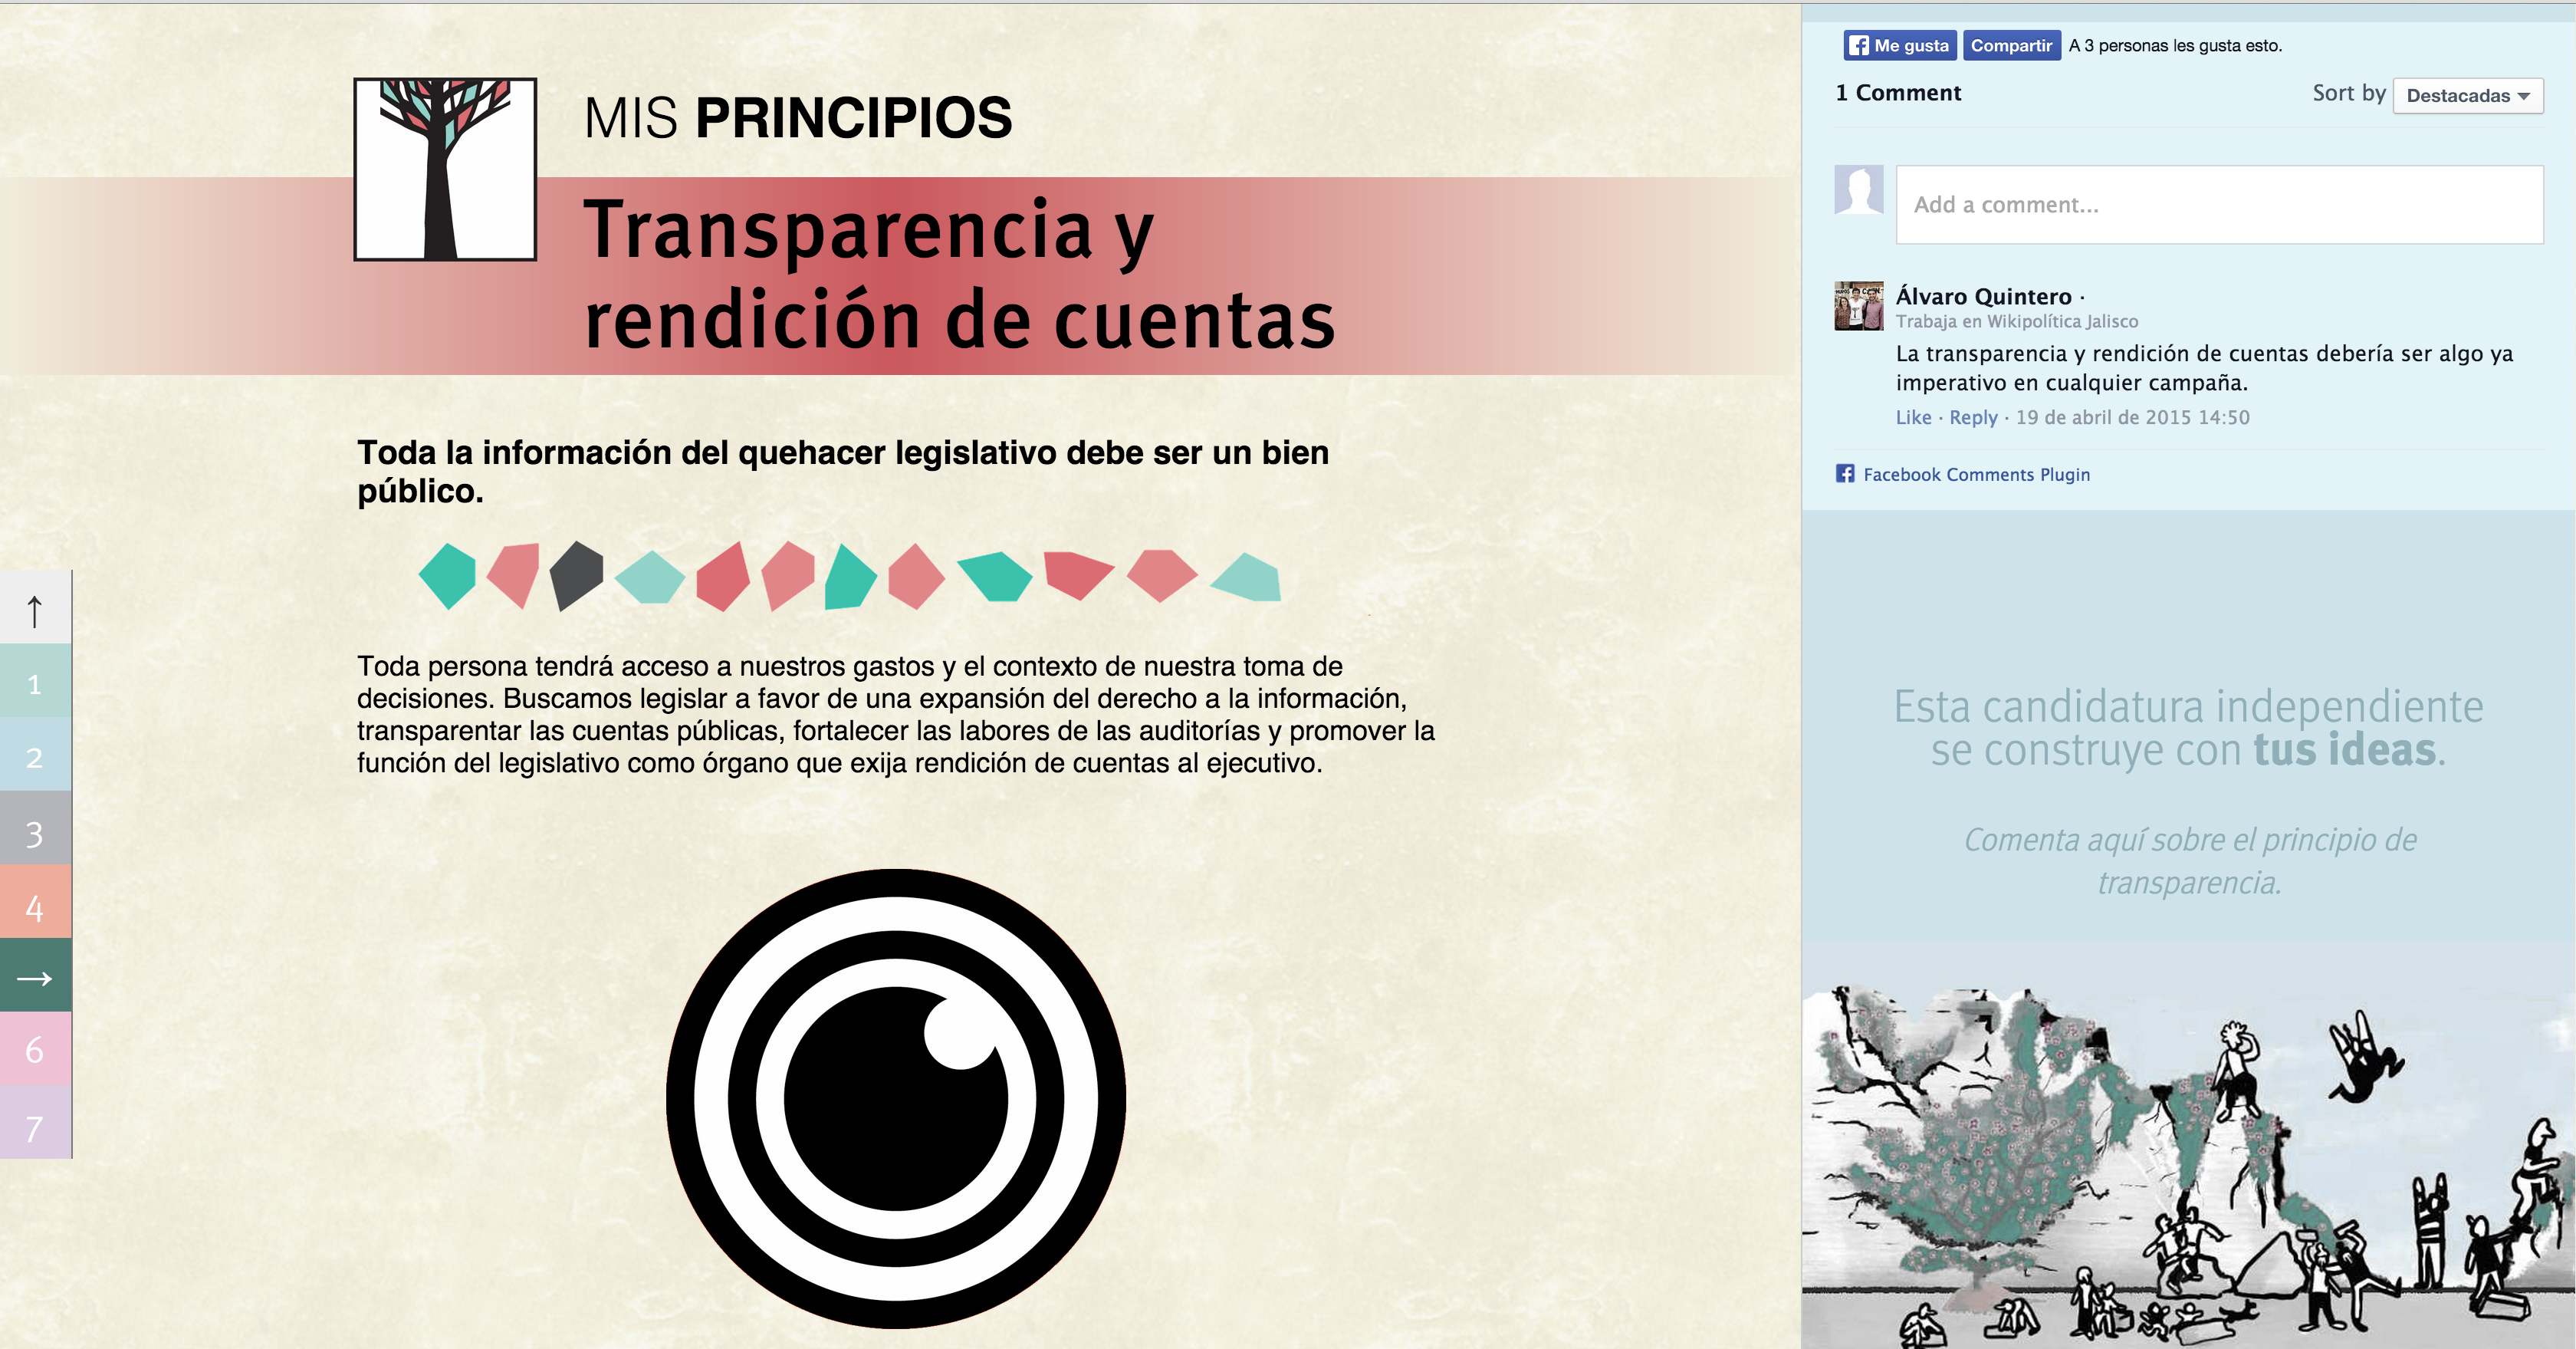 MIS PRINCIPIOS
Transparencia y
rendición de cuentas
Toda la información del quehacer legislativo debe ser un bien
público.
Toda persona tendrá acceso a nuestros gastos y el contexto de nuestra toma de
decisiones. Buscamos legislar a favor de una expansión del derecho a la información,
transparentar las cuentas públicas, fortalecer las labores de las auditorías y promover la
función del legislativo como órgano que exija rendición de cuentas al ejecutivo.
↑
1
2
3
4
→
6
7
Me gusta Compartir A 3 personas les gusta esto.
1 Comment Sort by Destacadas
Add a comment...
Álvaro Quintero ·
Trabaja en Wikipolítica Jalisco
La transparencia y rendición de cuentas debería ser algo ya
imperativo en cualquier campaña.
Like · Reply · 19 de abril de 2015 14:50
Facebook Comments Plugin
Esta candidatura independiente
se construye con tus ideas.
Comenta aquí sobre el principio de
transparencia.